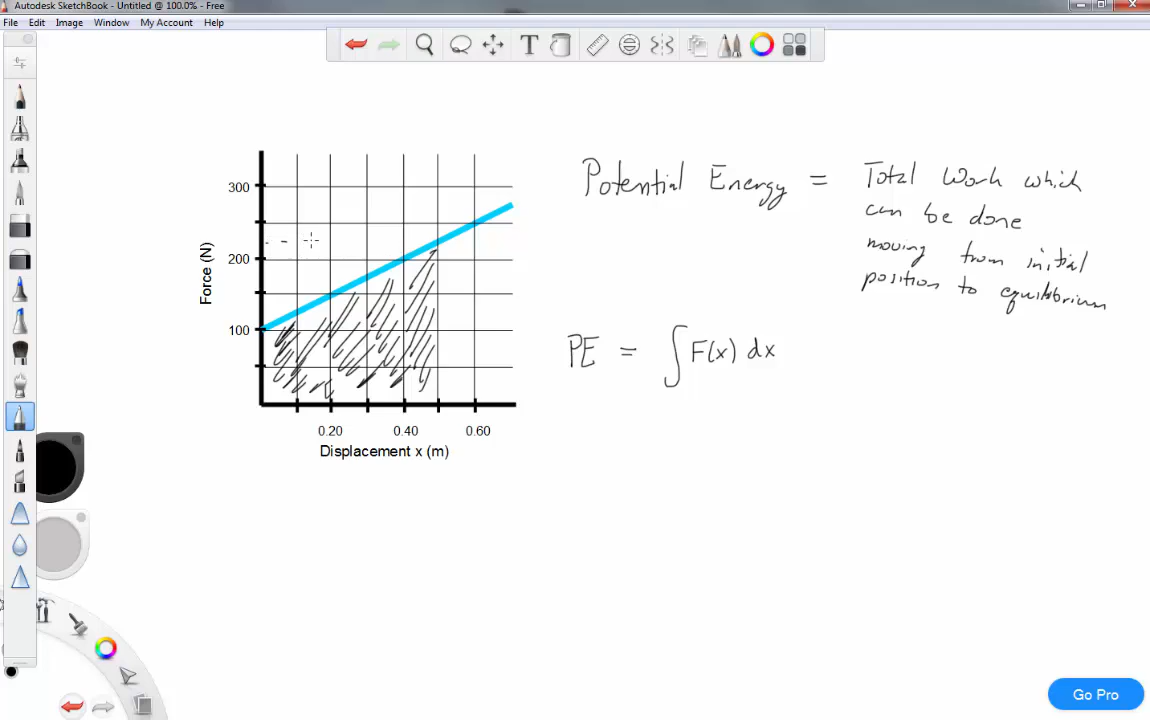 Autodesk SketchBook - Untitled @ 100.0% - Free
File Edit Image Window My Account Help
T
300
200
100
Force (N)
0.20 0.40 0.60
Displacement x (m)
Potential Energy = Total Work which
can be done
moving from initial
position to equilibrium
PE = ∫F(x) dx
Go Pro